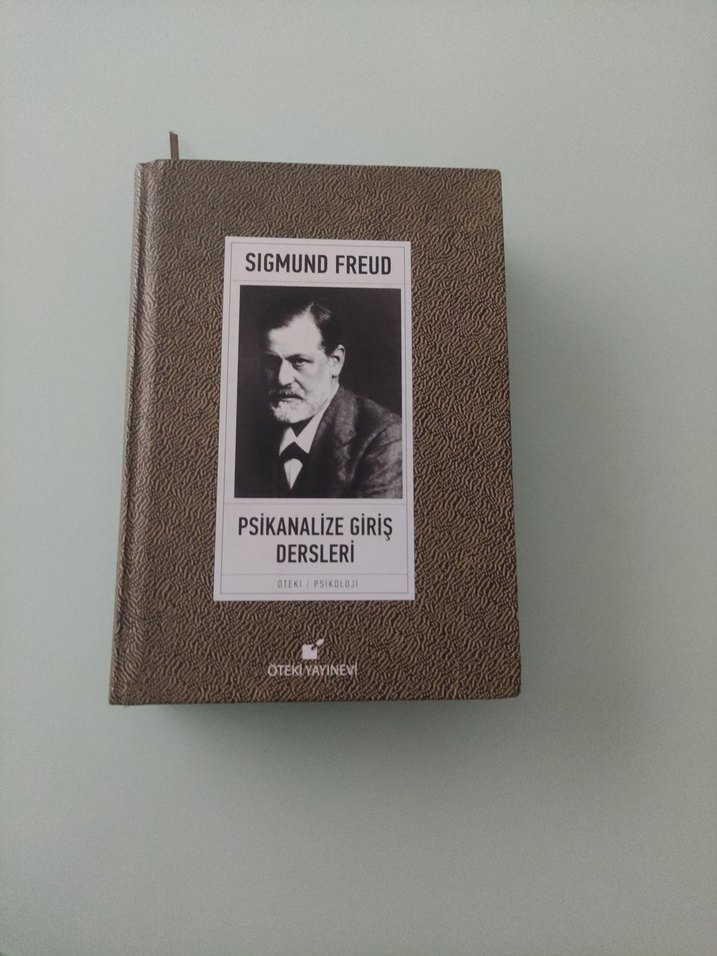 SIGMUND FREUD
PSİKANALİZE GİRİŞ
DERSLERİ
ÖTEKİ / PSİKOLOJİ
ÖTEKİ YAYINEVİ